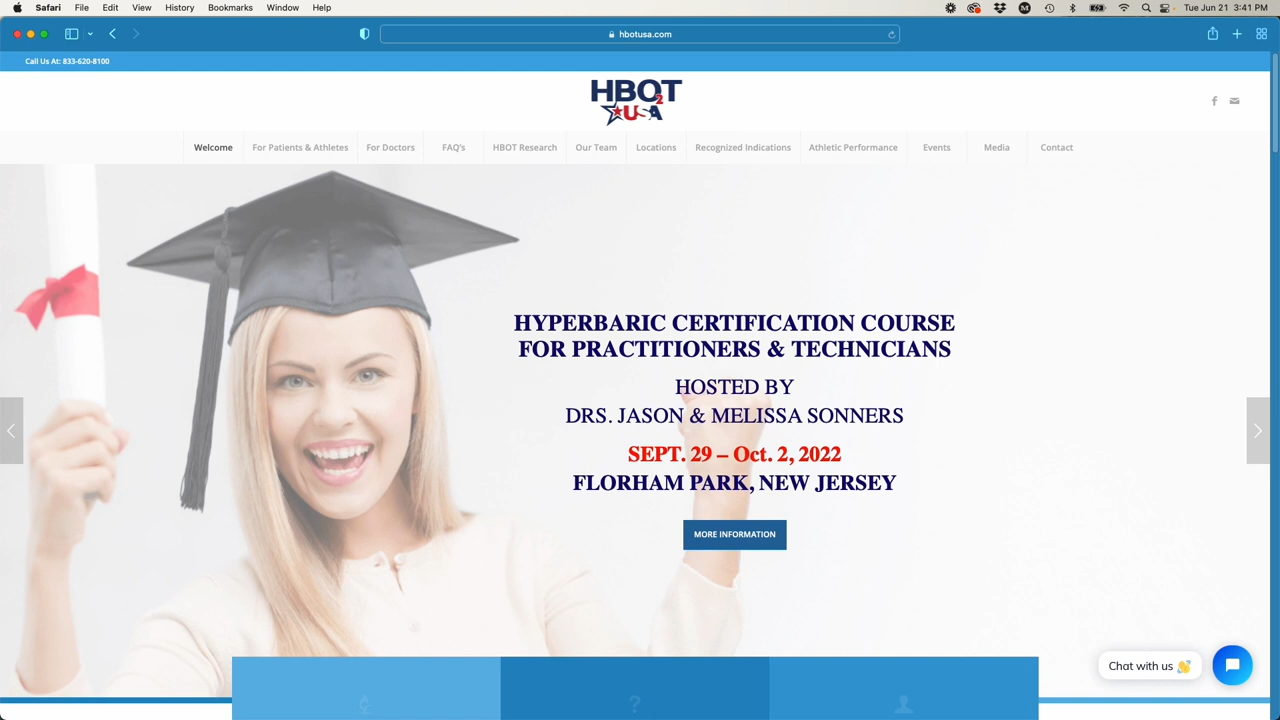 Safari File Edit View History Bookmarks Window Help Tue Jun 21 3:41 PM
hbotusa.com
Call Us At: 833-620-8100
HBO2T
USA
Welcome For Patients & Athletes For Doctors FAQ's HBOT Research Our Team Locations Recognized Indications Athletic Performance Events Media Contact
HYPERBARIC CERTIFICATION COURSE
FOR PRACTITIONERS & TECHNICIANS
HOSTED BY
DRS. JASON & MELISSA SONNERS
SEPT. 29 – Oct. 2, 2022
FLORHAM PARK, NEW JERSEY
MORE INFORMATION
Chat with us 👋
?